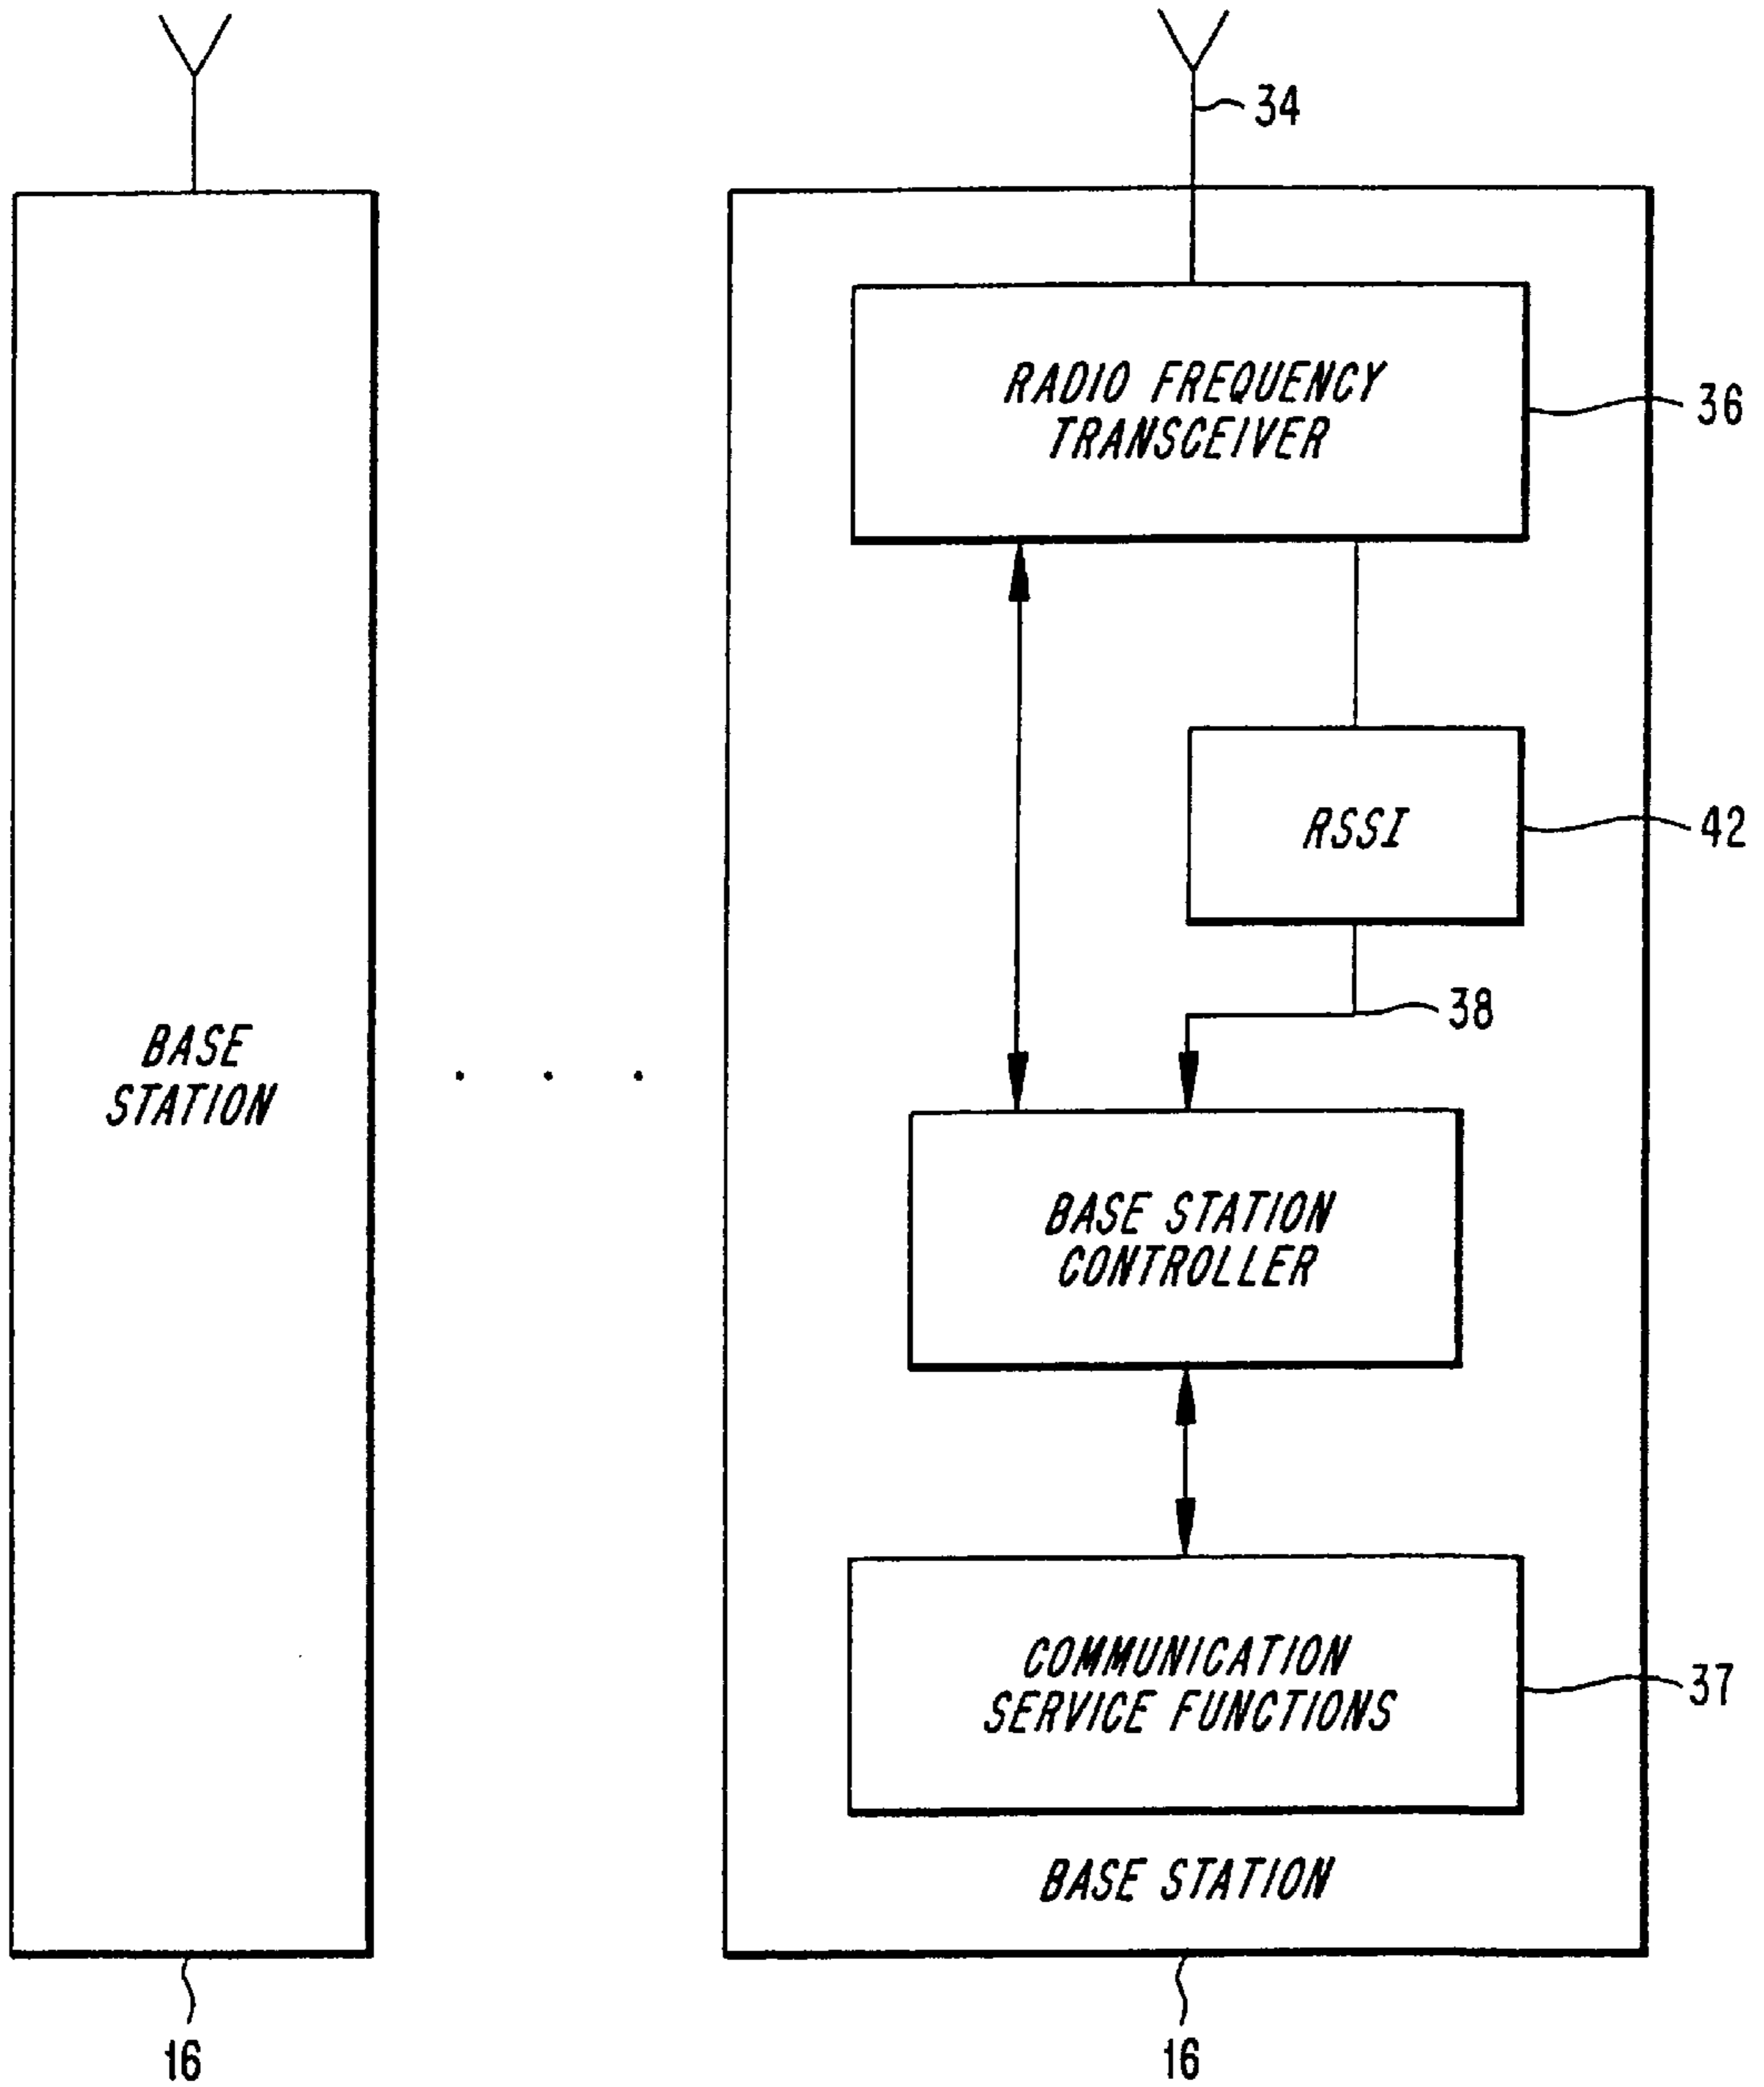 34
RADIO FREQUENCY
TRANSCEIVER
36
RSSI
42
38
BASE
STATION
BASE STATION
CONTROLLER
COMMUNICATION
SERVICE FUNCTIONS
37
BASE STATION
16
16